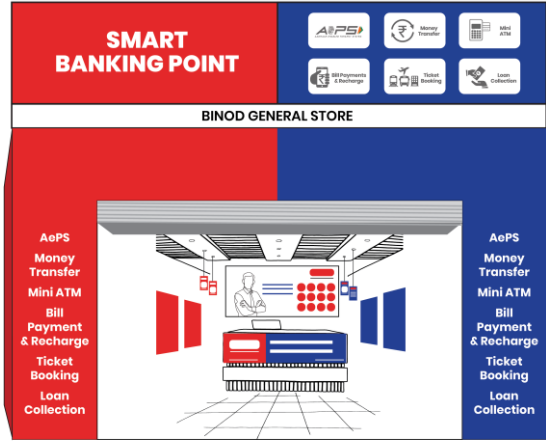 SMART
BANKING POINT
AePS
Money
Transfer
Mini
ATM
Bill Payments
& Recharge
Ticket
Booking
Loan
Collection
BINOD GENERAL STORE
AePS
Money
Transfer
Mini ATM
Bill
Payment
& Recharge
Ticket
Booking
Loan
Collection
AePS
Money
Transfer
Mini ATM
Bill
Payment
& Recharge
Ticket
Booking
Loan
Collection